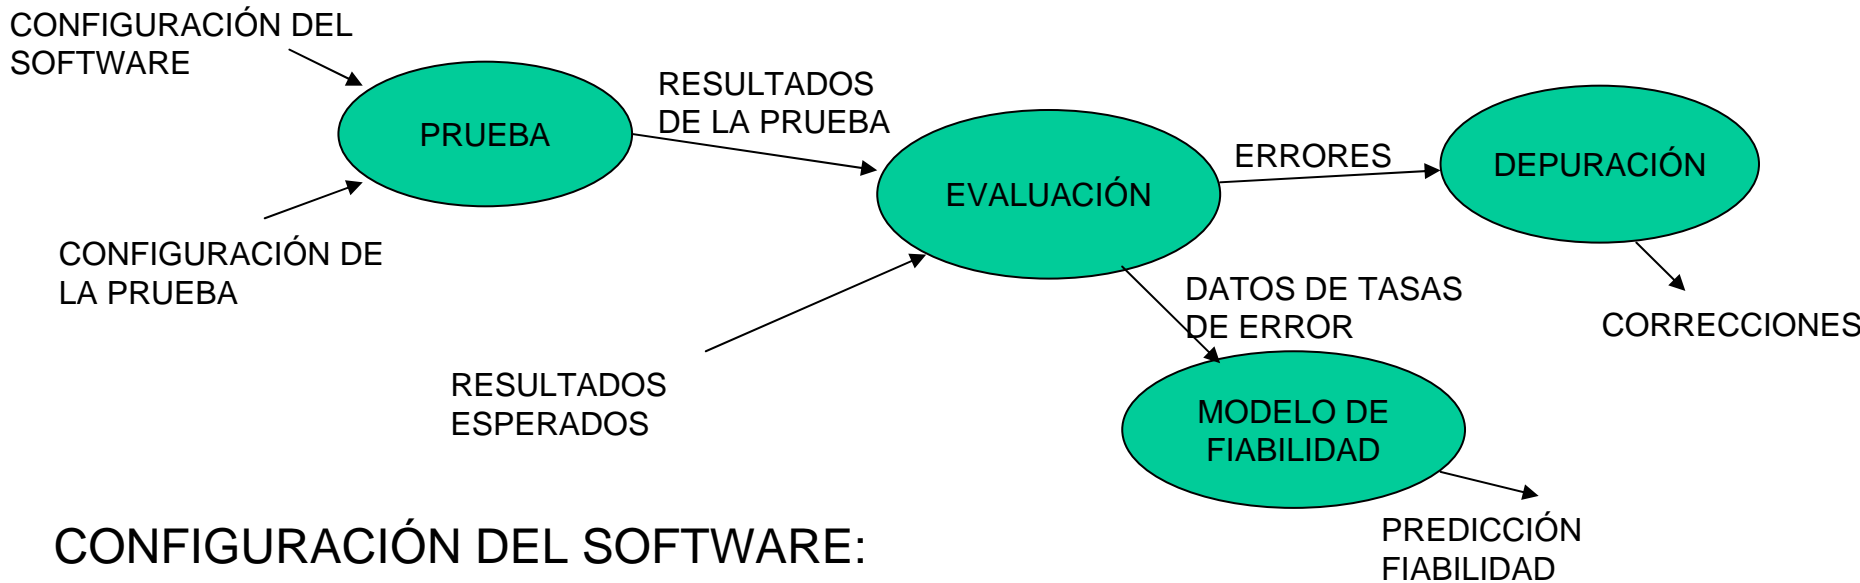 CONFIGURACIÓN DEL
SOFTWARE
PRUEBA
CONFIGURACIÓN DE
LA PRUEBA
RESULTADOS
DE LA PRUEBA
EVALUACIÓN
RESULTADOS
ESPERADOS
ERRORES
DEPURACIÓN
CORRECCIONES
DATOS DE TASAS
DE ERROR
MODELO DE
FIABILIDAD
PREDICCIÓN
FIABILIDAD
CONFIGURACIÓN DEL SOFTWARE: